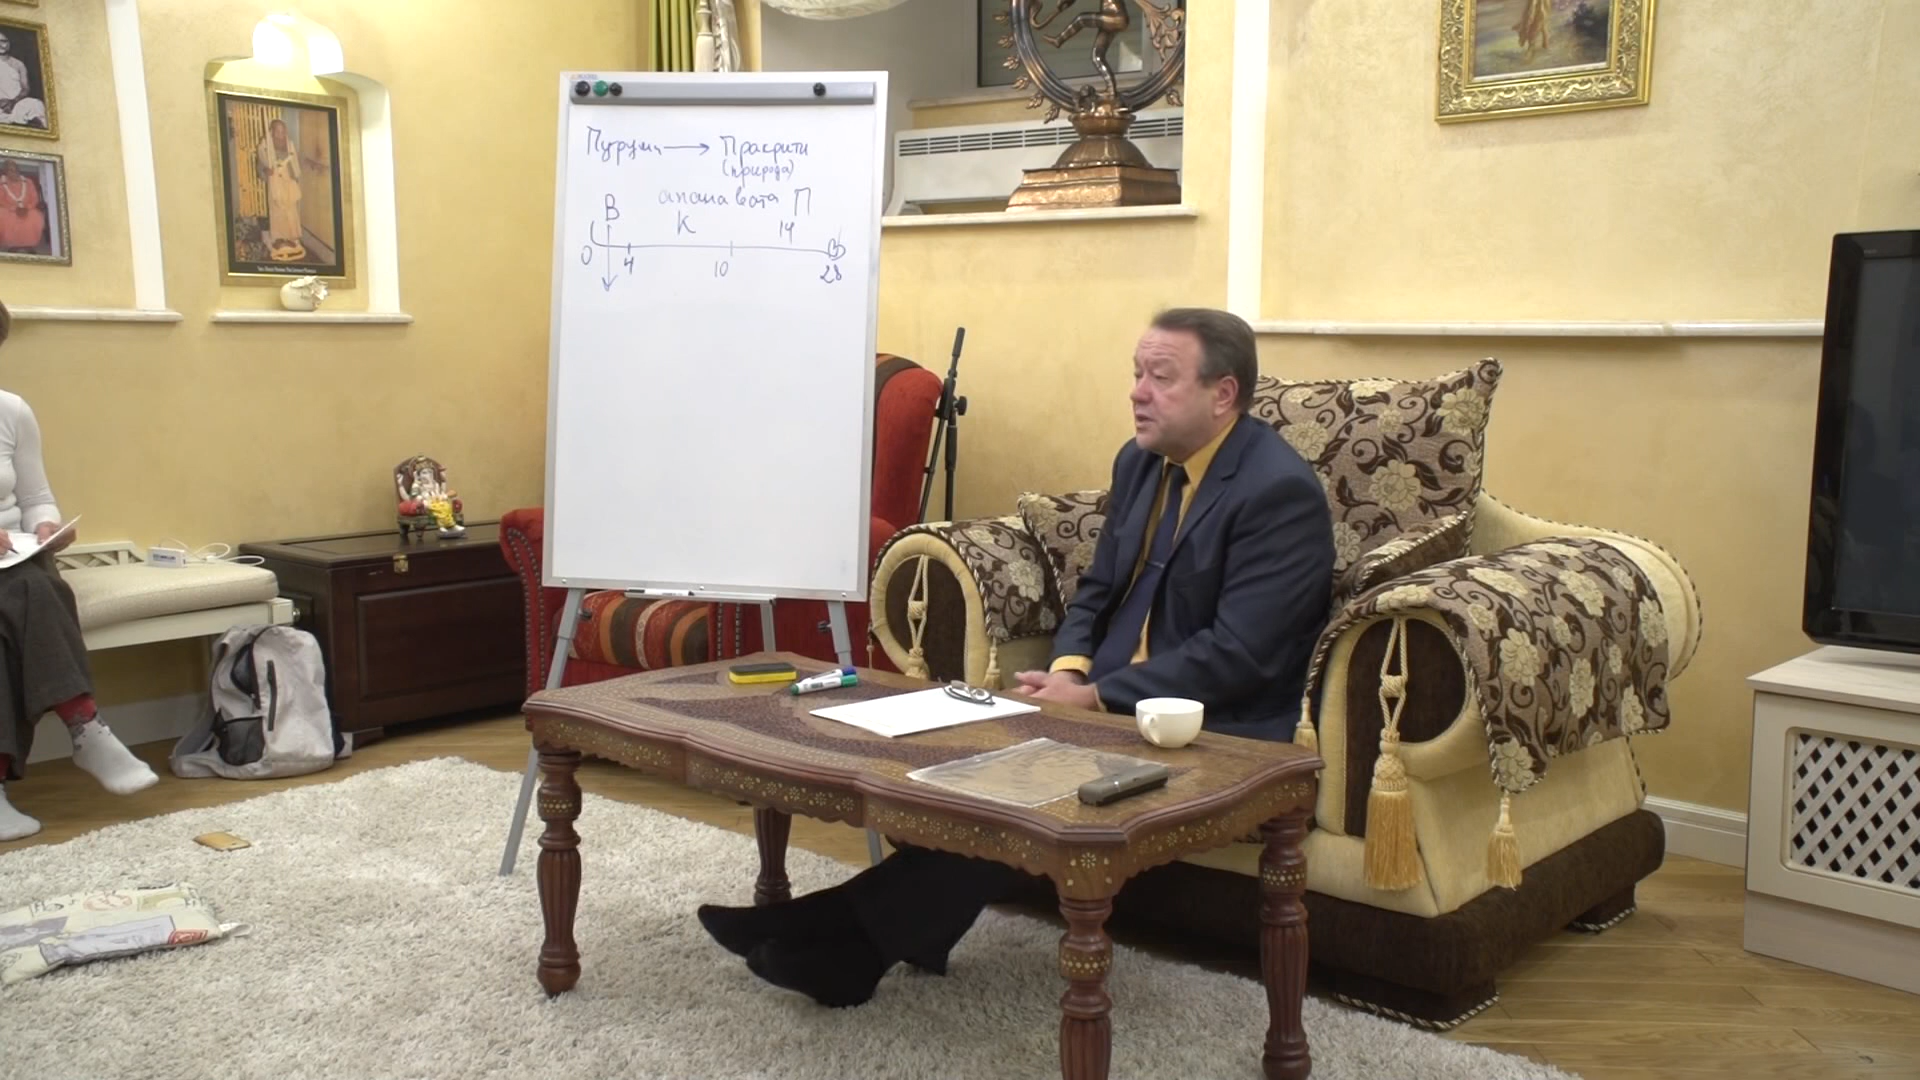 Пуруша → Пракрити
(природа)
апана вата П
В
К
14
0 4 10 28